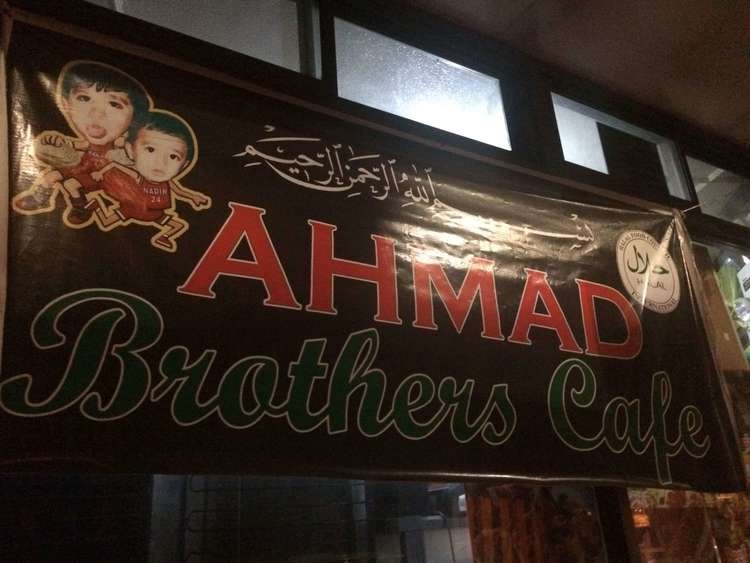 بسم الله الرحمن الرحيم
NADIR
24
AHMAD
Brothers Cafe
حلال
HALAL